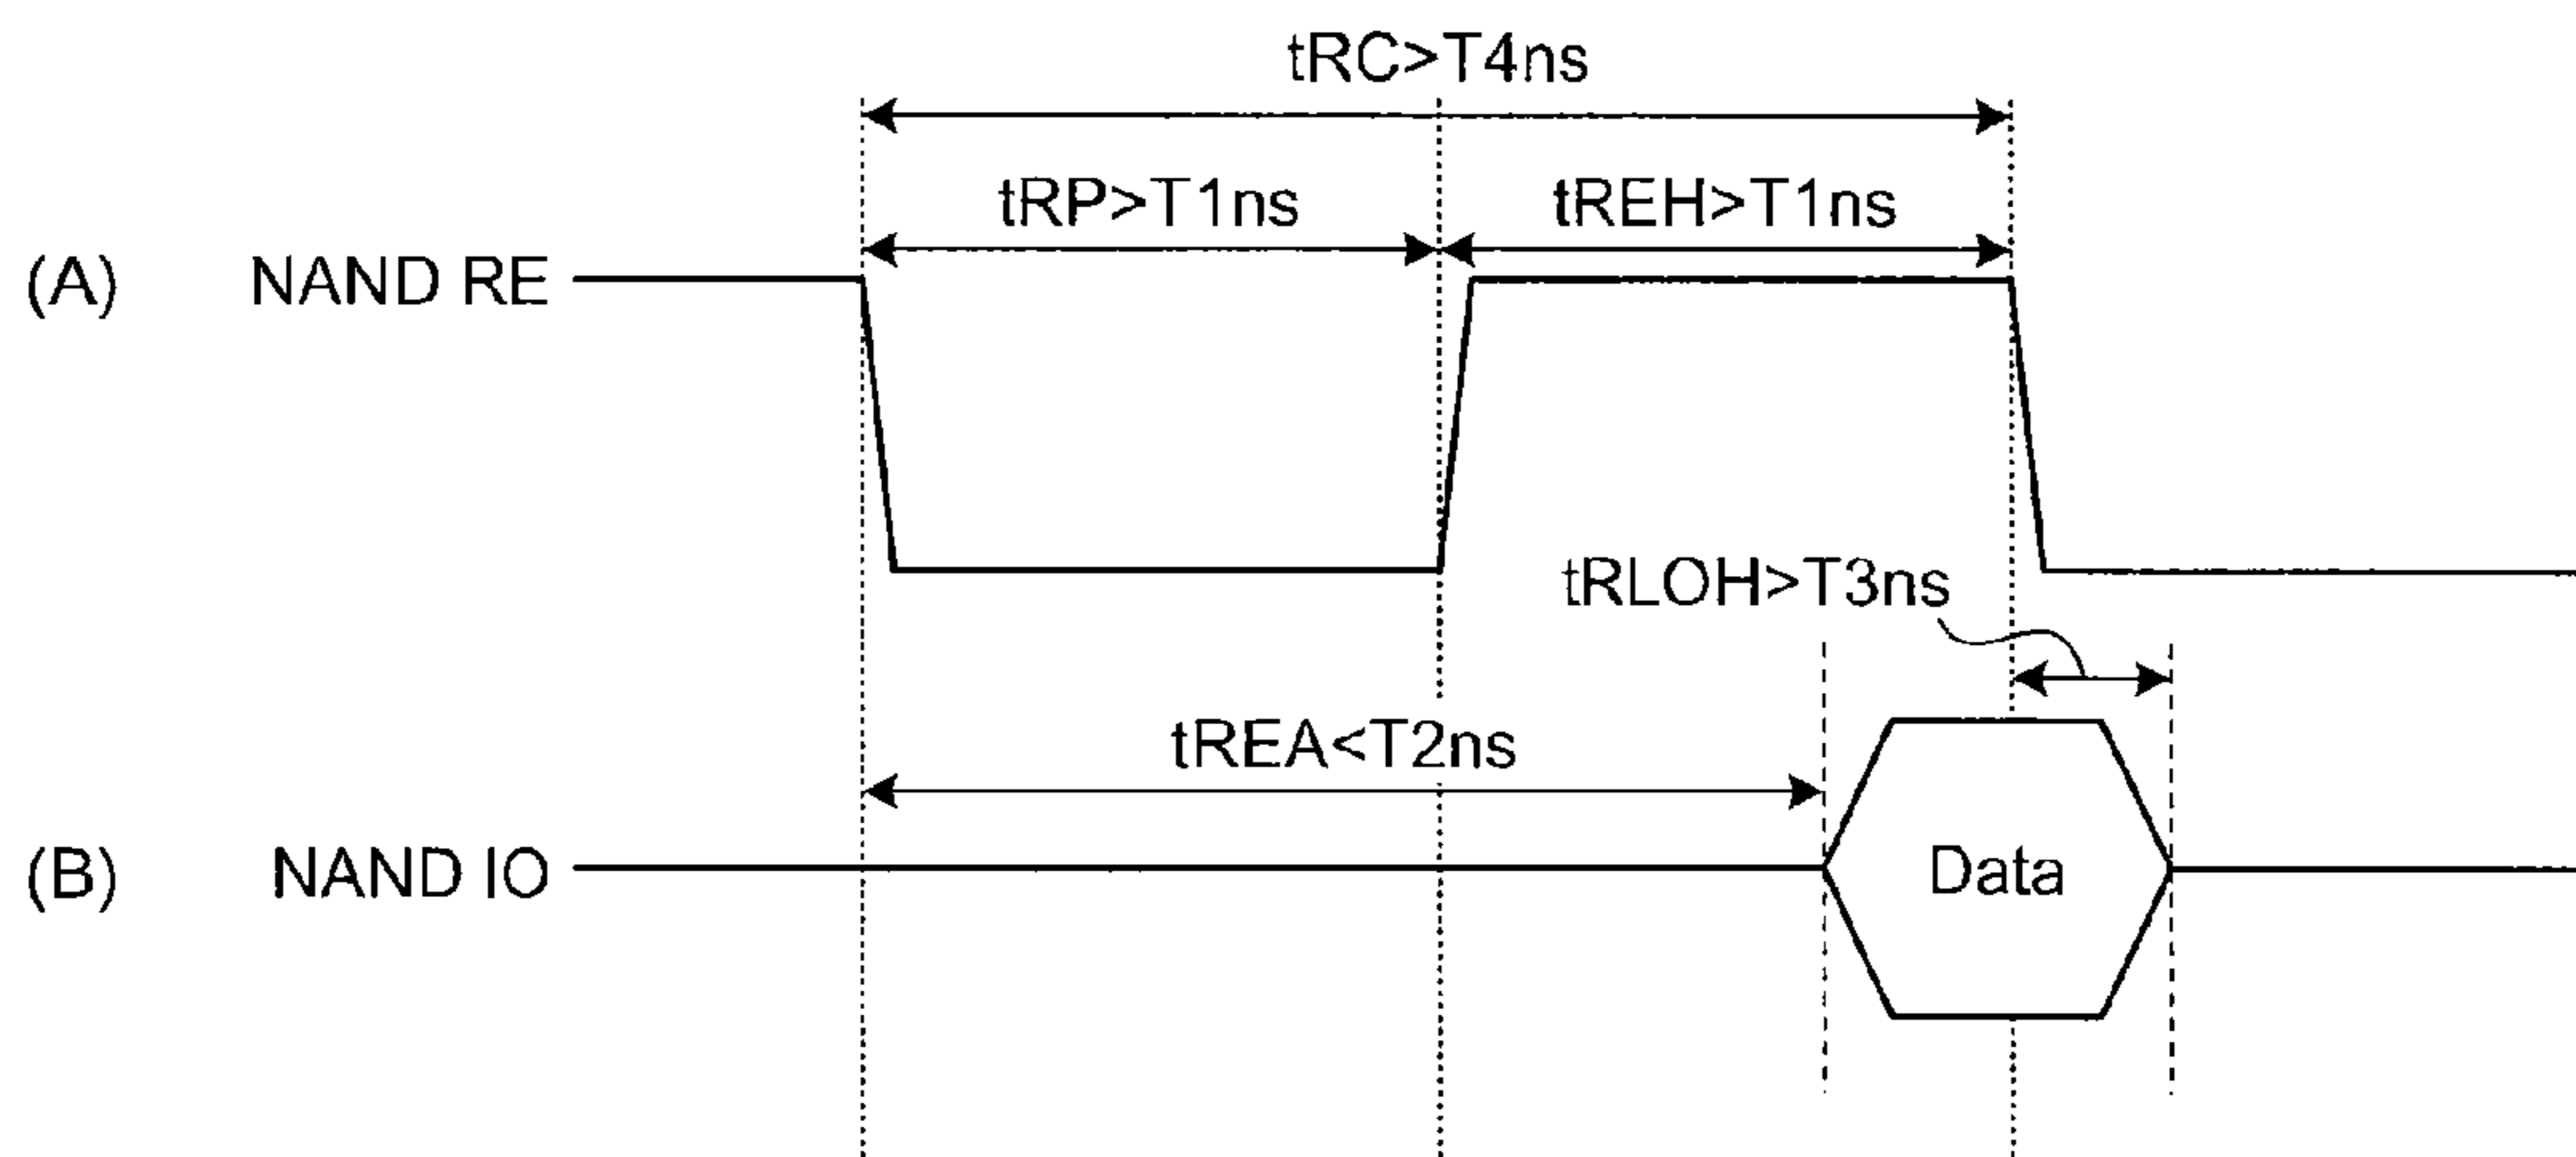 tRC>T4ns
tRP>T1ns tREH>T1ns
(A) NAND RE
tRLOH>T3ns
tREA<T2ns
(B) NAND IO Data